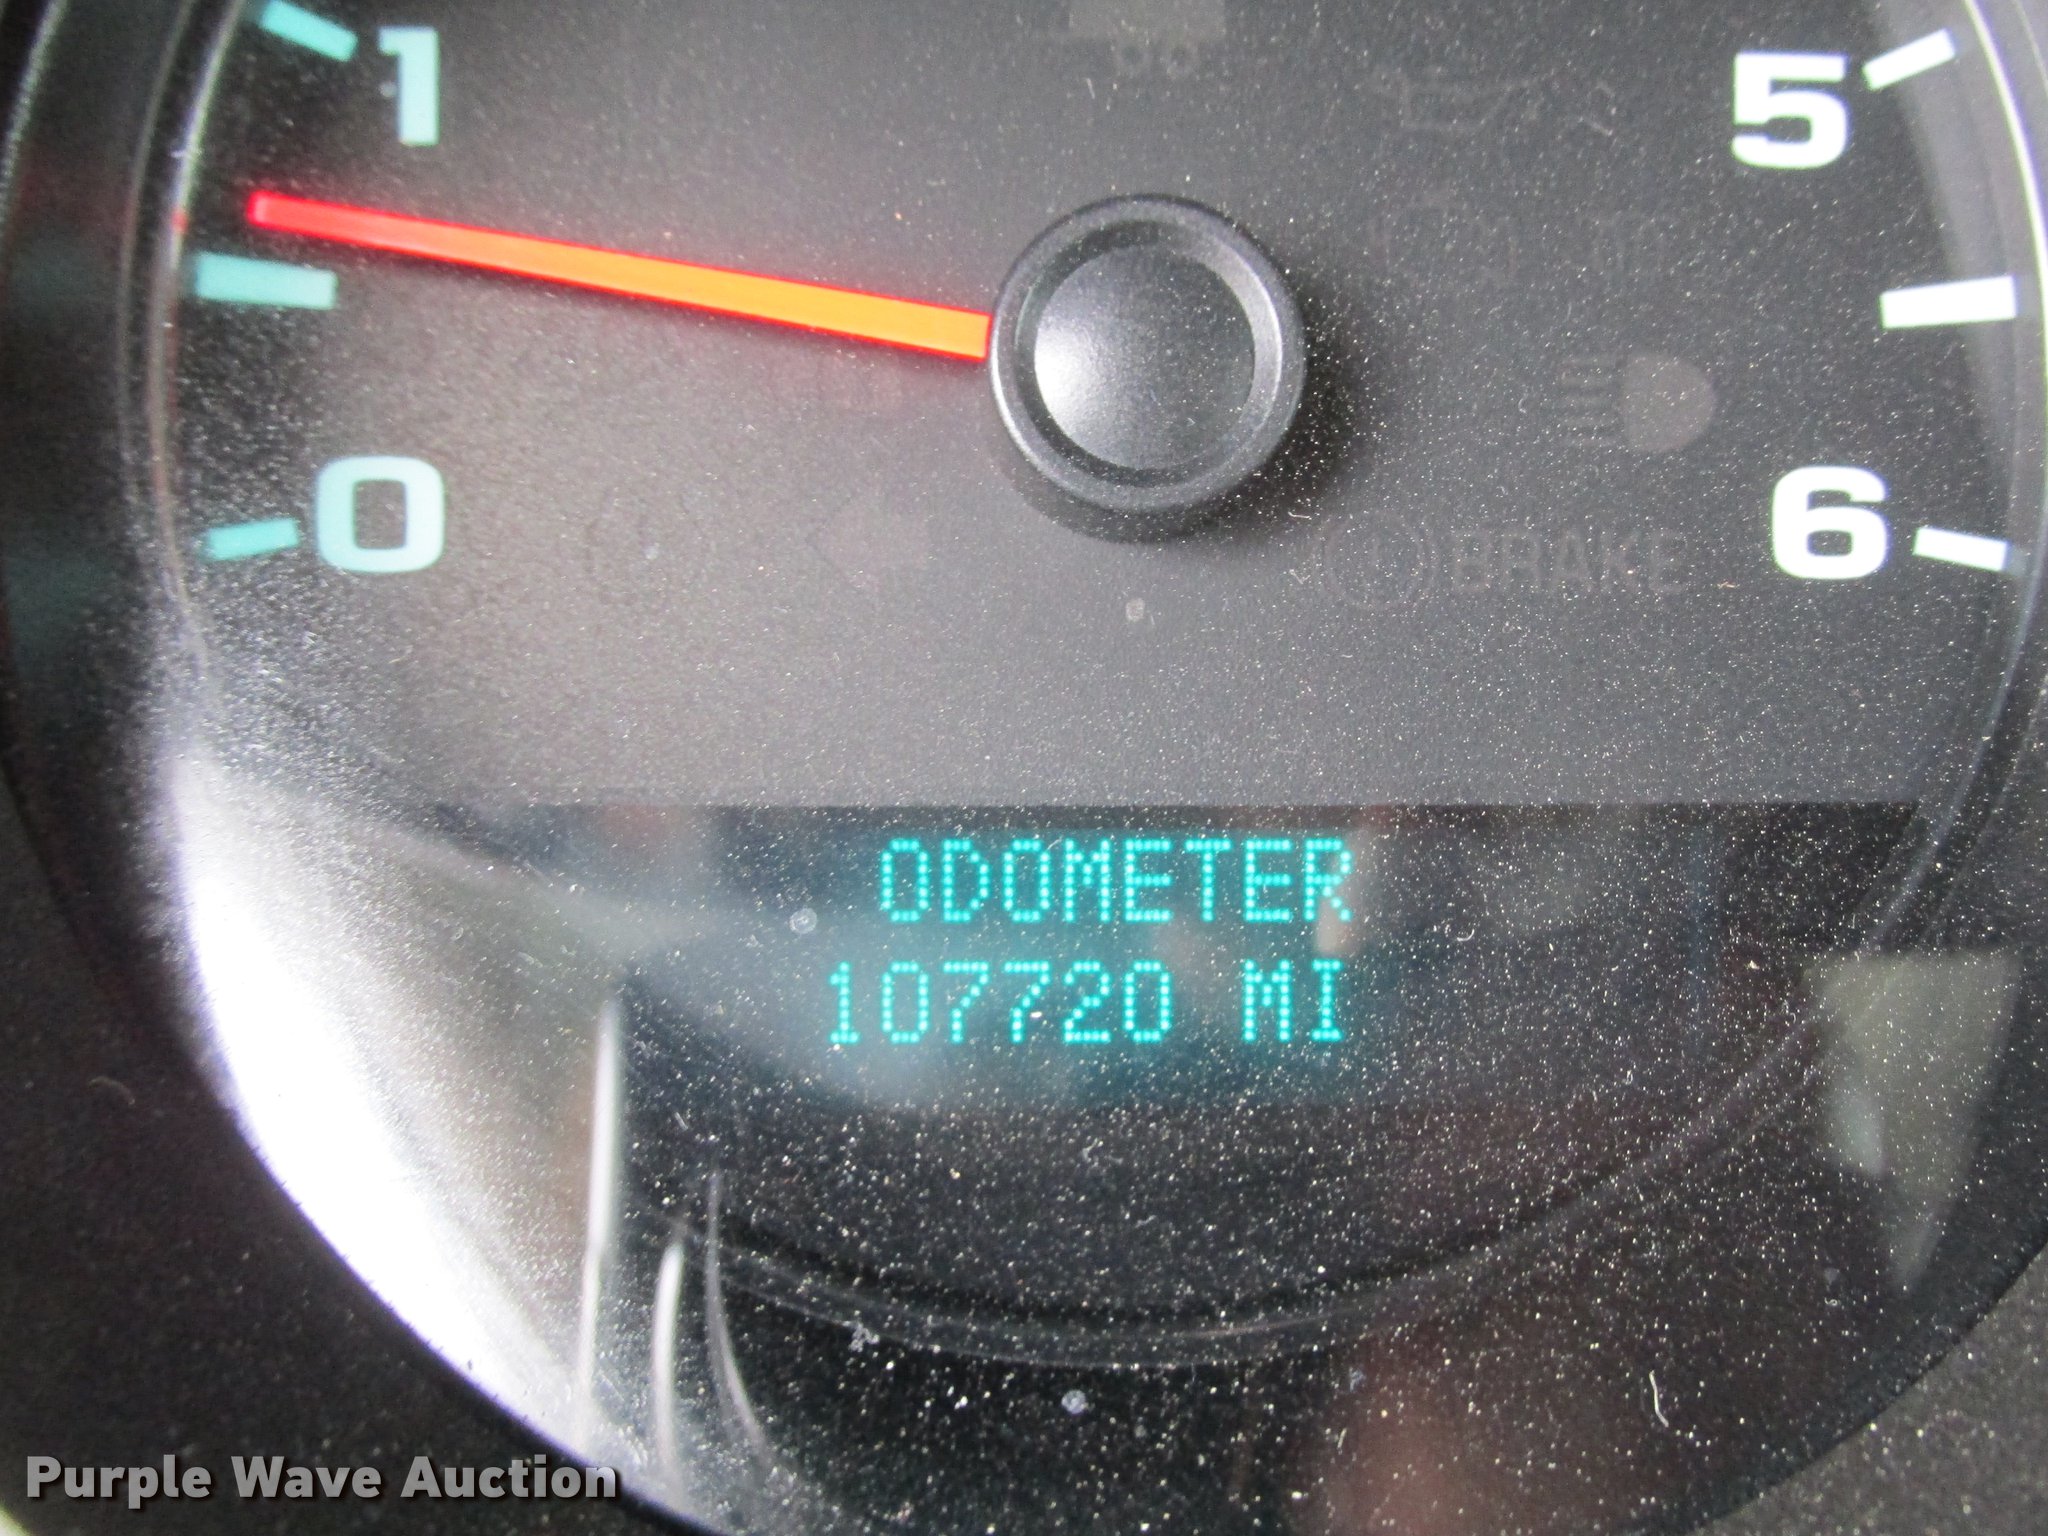 1
5
0
6
BRAKE
ODOMETER
107720 MI
Purple Wave Auction